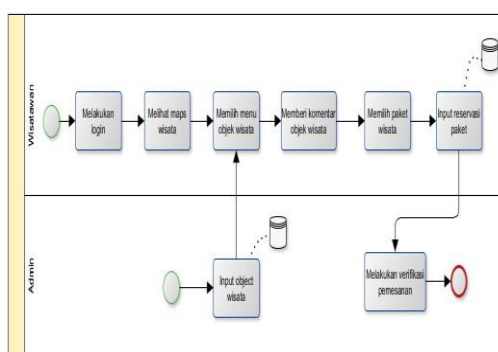 Wisatawan
Melakukan
login
Melihat maps
wisata
Memilih menu
objek wisata
Memberi komentar
objek wisata
Memilih paket
wisata
Input reservasi
paket
Admin
Input object
wisata
Melakukan verifikasi
pemesanan